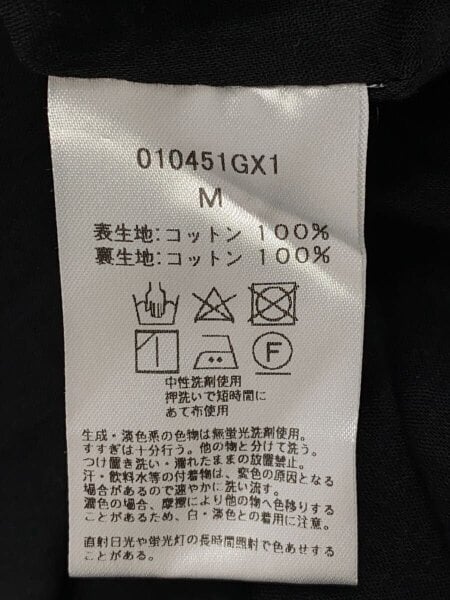 010451GX1
M
表生地:コットン 100%
裏生地:コットン 100%
F
中性洗剤使用
押洗いで短時間に
あて布使用
生成・淡色系の色物は無蛍光洗剤使用。
すすぎは十分行う。他の物と分けて洗う。
つけ置き洗い・濡れたままの放置禁止。
汗・飲料水等の付着物は、変色の原因となる
場合があるので速やかに洗い流す。
濃色の場合、摩擦により他の物へ色移りする
ことがあるため、白・淡色との着用に注意。
直射日光や蛍光灯の長時間照射で色あせする
ことがある。